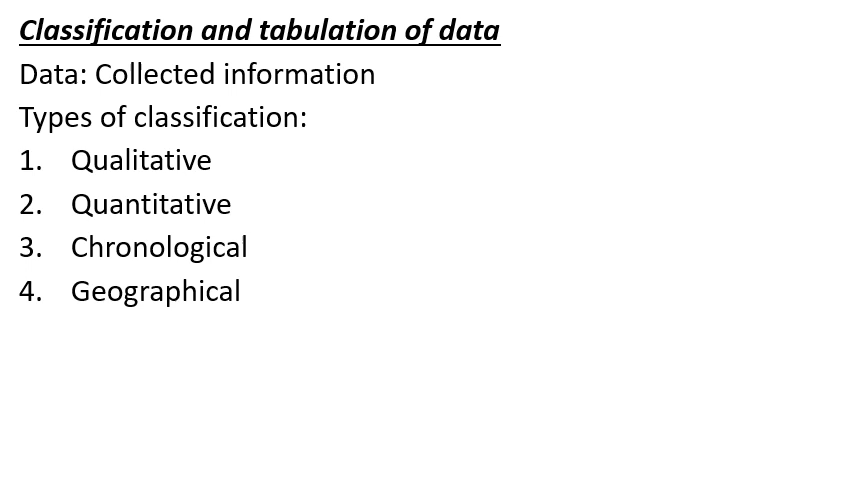 Classification and tabulation of data
Data: Collected information
Types of classification:
1. Qualitative
2. Quantitative
3. Chronological
4. Geographical